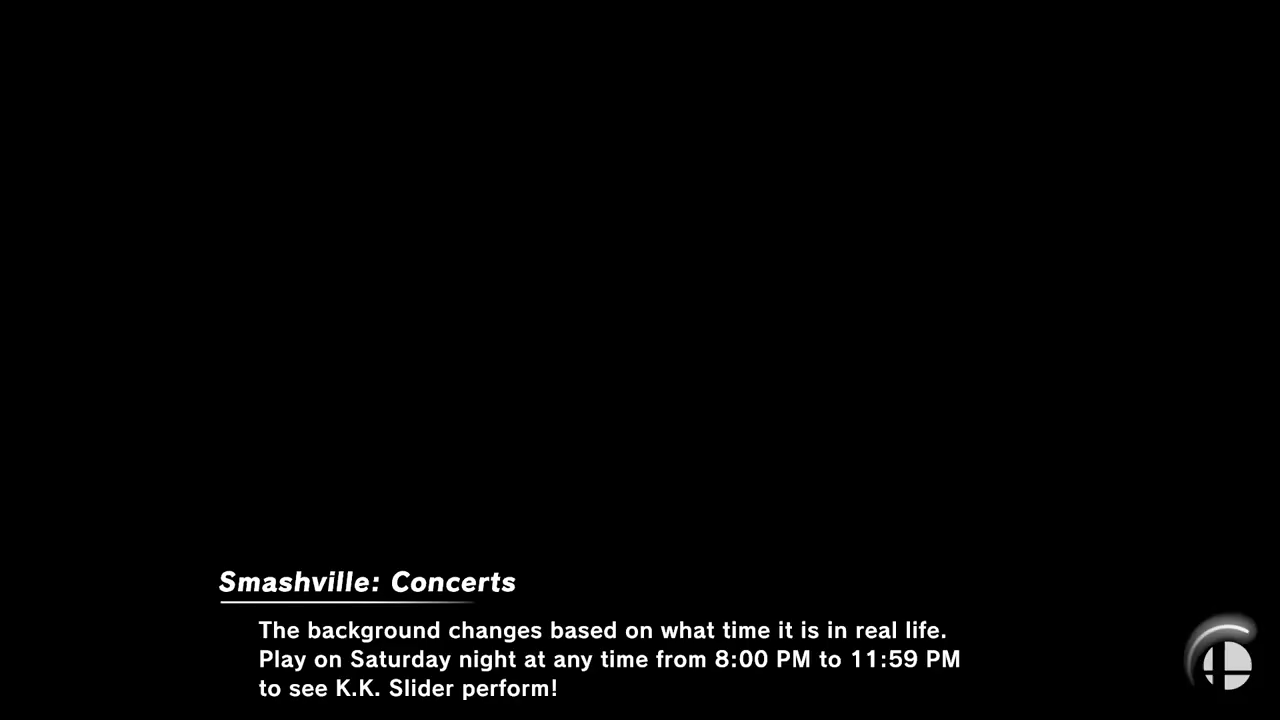 Smashville: Concerts
The background changes based on what time it is in real life.
Play on Saturday night at any time from 8:00 PM to 11:59 PM
to see K.K. Slider perform!